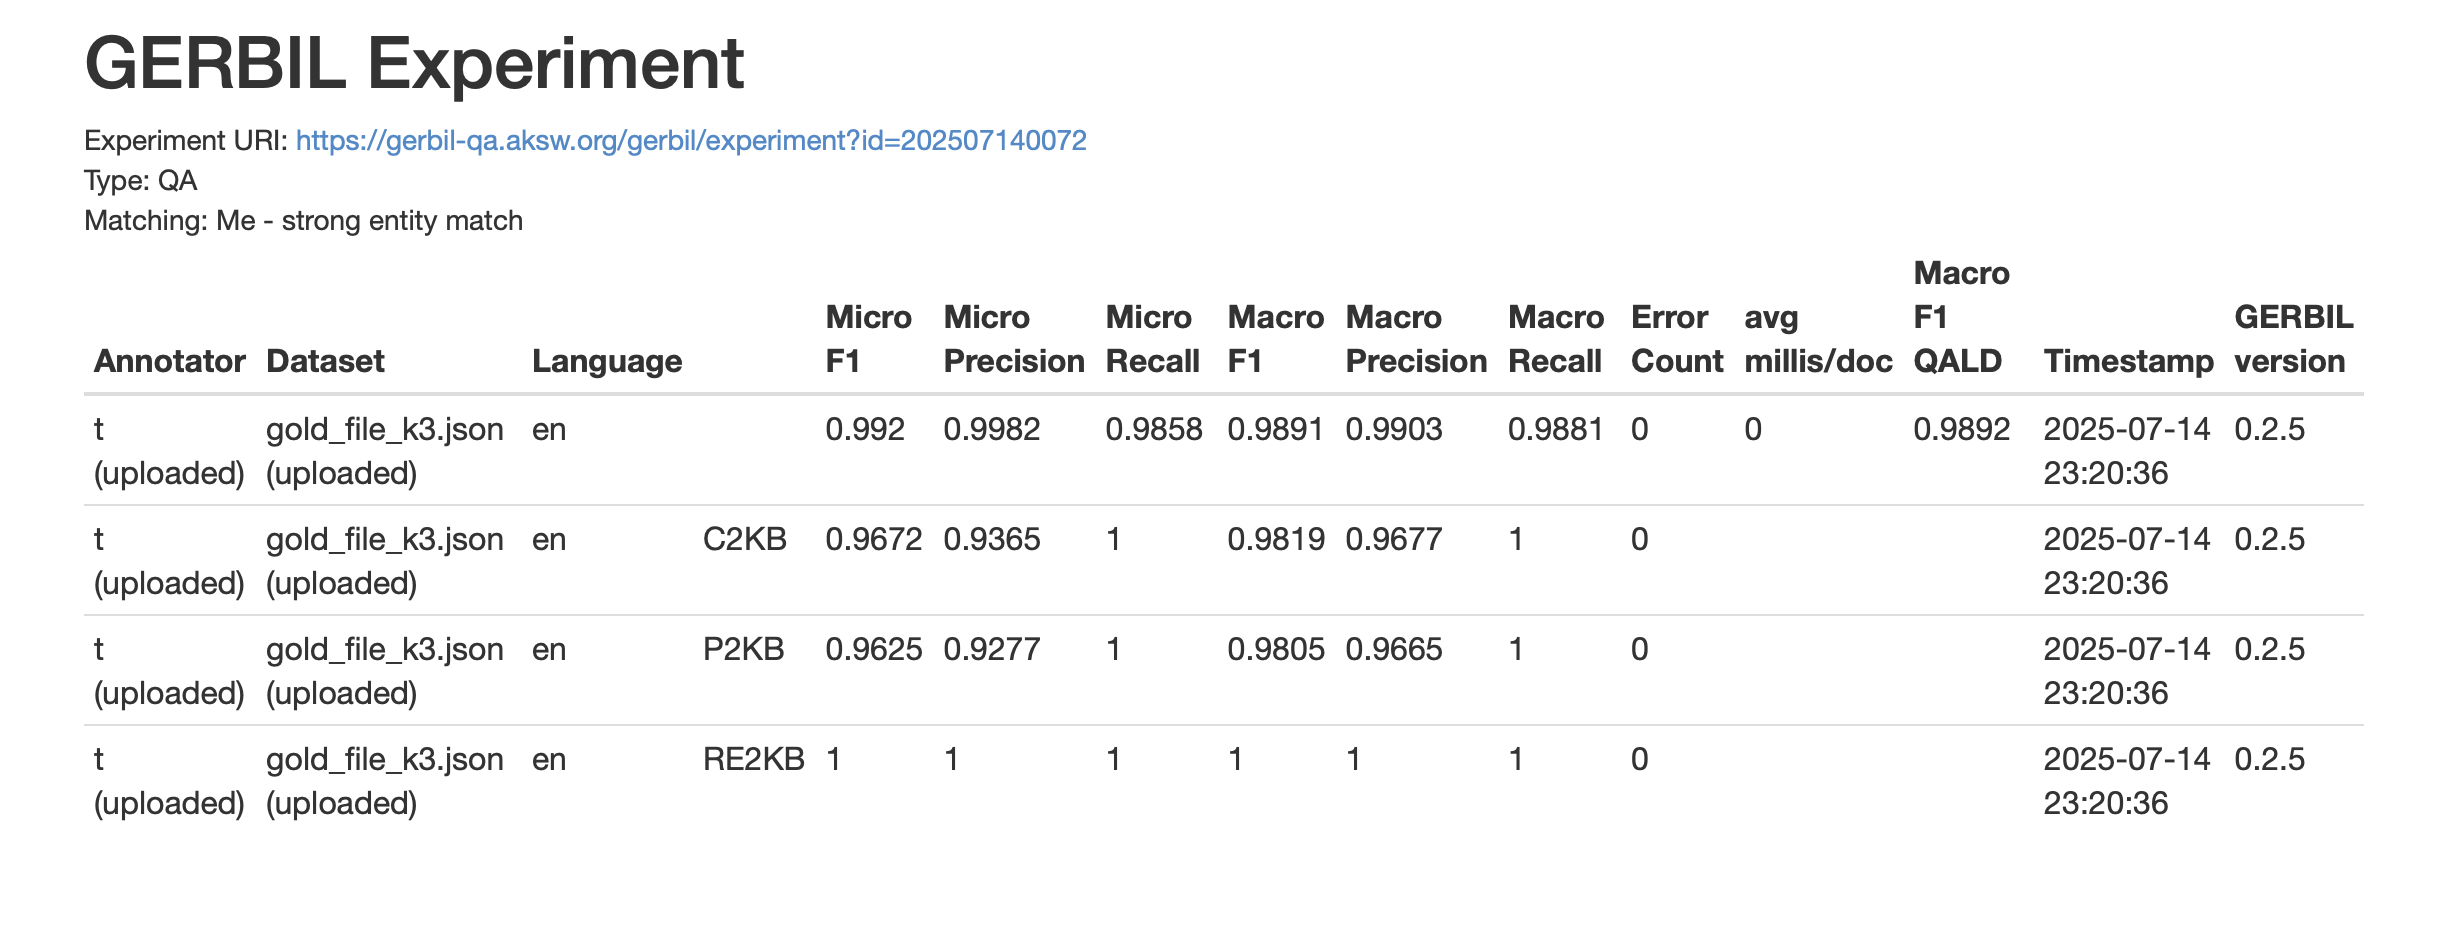 GERBIL Experiment
Experiment URI: https://gerbil-qa.aksw.org/gerbil/experiment?id=202507140072
Type: QA
Matching: Me - strong entity match
Annotator Dataset Language Micro F1 Micro Precision Micro Recall Macro F1 Macro Precision Macro Recall Error Count avg millis/doc Macro F1 QALD Timestamp GERBIL version
t (uploaded) gold_file_k3.json (uploaded) en 0.992 0.9982 0.9858 0.9891 0.9903 0.9881 0 0 0.9892 2025-07-14 23:20:36 0.2.5
t (uploaded) gold_file_k3.json (uploaded) en C2KB 0.9672 0.9365 1 0.9819 0.9677 1 0 2025-07-14 23:20:36 0.2.5
t (uploaded) gold_file_k3.json (uploaded) en P2KB 0.9625 0.9277 1 0.9805 0.9665 1 0 2025-07-14 23:20:36 0.2.5
t (uploaded) gold_file_k3.json (uploaded) en RE2KB 1 1 1 1 1 1 0 2025-07-14 23:20:36 0.2.5